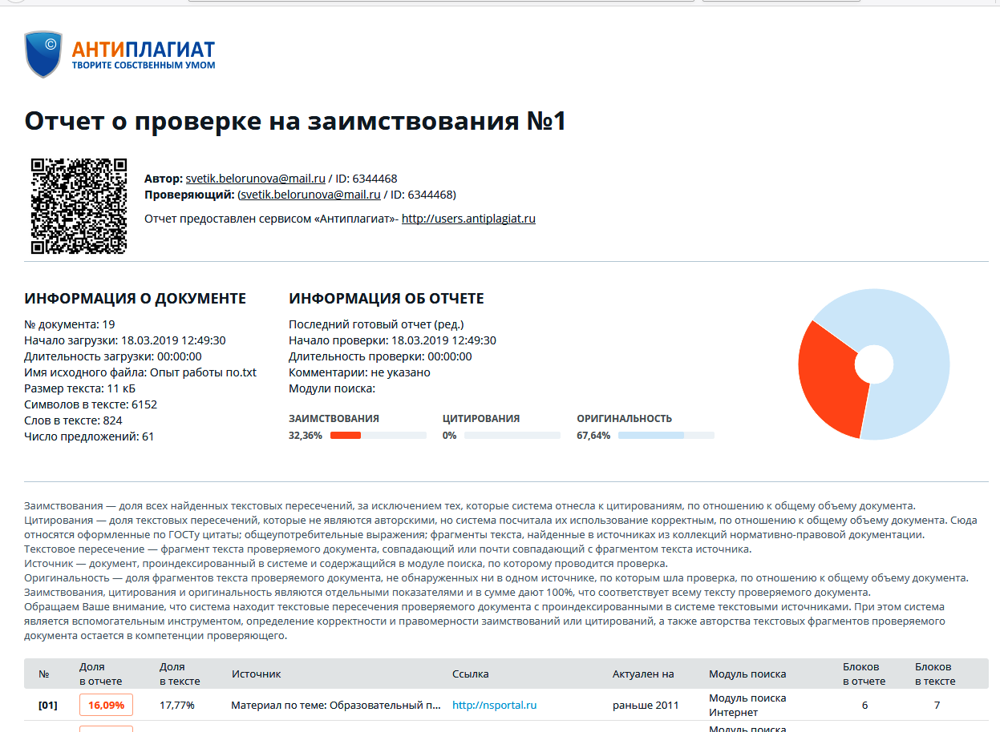 АНТИПЛАГИАТ
ТВОРИТЕ СОБСТВЕННЫМ УМОМ
Отчет о проверке на заимствования №1
Автор: svetik.belorunova@mail.ru / ID: 6344468
Проверяющий: (svetik.belorunova@mail.ru / ID: 6344468)
Отчет предоставлен сервисом «Антиплагиат»- http://users.antiplagiat.ru
ИНФОРМАЦИЯ О ДОКУМЕНТЕ
№ документа: 19
Начало загрузки: 18.03.2019 12:49:30
Длительность загрузки: 00:00:00
Имя исходного файла: Опыт работы по.txt
Размер текста: 11 кБ
Cимволов в тексте: 6152
Слов в тексте: 824
Число предложений: 61
ИНФОРМАЦИЯ ОБ ОТЧЕТЕ
Последний готовый отчет (ред.)
Начало проверки: 18.03.2019 12:49:30
Длительность проверки: 00:00:00
Комментарии: не указано
Модули поиска:
ЗАИМСТВОВАНИЯ ЦИТИРОВАНИЯ ОРИГИНАЛЬНОСТЬ
32,36% 0% 67,64%
Заимствования — доля всех найденных текстовых пересечений, за исключением тех, которые система отнесла к цитированиям, по отношению к общему объему документа.
Цитирования — доля текстовых пересечений, которые не являются авторскими, но система посчитала их использование корректным, по отношению к общему объему документа. Сюда
относятся оформленные по ГОСТу цитаты; общеупотребительные выражения; фрагменты текста, найденные в источниках из коллекций нормативно-правовой документации.
Текстовое пересечение — фрагмент текста проверяемого документа, совпадающий или почти совпадающий с фрагментом текста источника.
Источник — документ, проиндексированный в системе и содержащийся в модуле поиска, по которому проводится проверка.
Оригинальность — доля фрагментов текста проверяемого документа, не обнаруженных ни в одном источнике, по которым шла проверка, по отношению к общему объему документа.
Заимствования, цитирования и оригинальность являются отдельными показателями и в сумме дают 100%, что соответствует всему тексту проверяемого документа.
Обращаем Ваше внимание, что система находит текстовые пересечения проверяемого документа с проиндексированными в системе текстовыми источниками. При этом система
является вспомогательным инструментом, определение корректности и правомерности заимствований или цитирований, а также авторства текстовых фрагментов проверяемого
документа остается в компетенции проверяющего.
№ Доля в отчете Доля в тексте Источник Ссылка Актуален на Модуль поиска Блоков в отчете Блоков в тексте
[01] 16,09% 17,77% Материал по теме: Образовательный п... http://nsportal.ru раньше 2011 Модуль поиска Интернет 6 7
Модуль поиска